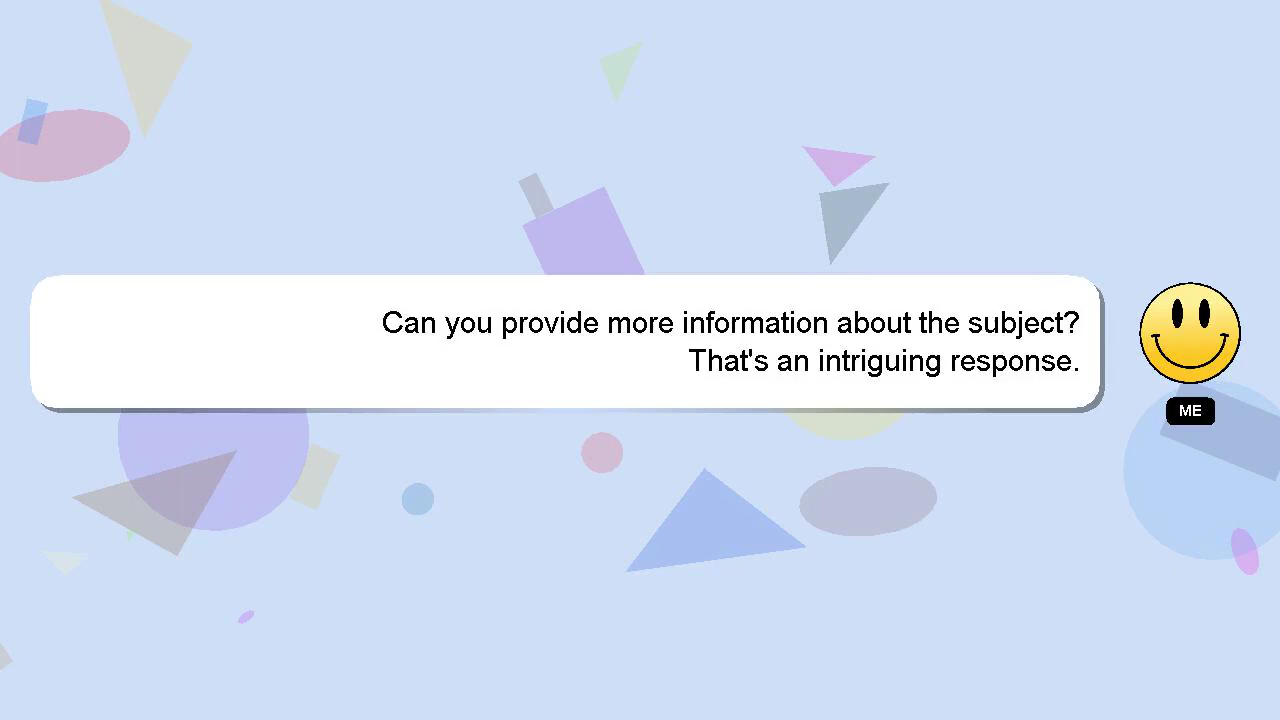 Can you provide more information about the subject?
That's an intriguing response.
ME